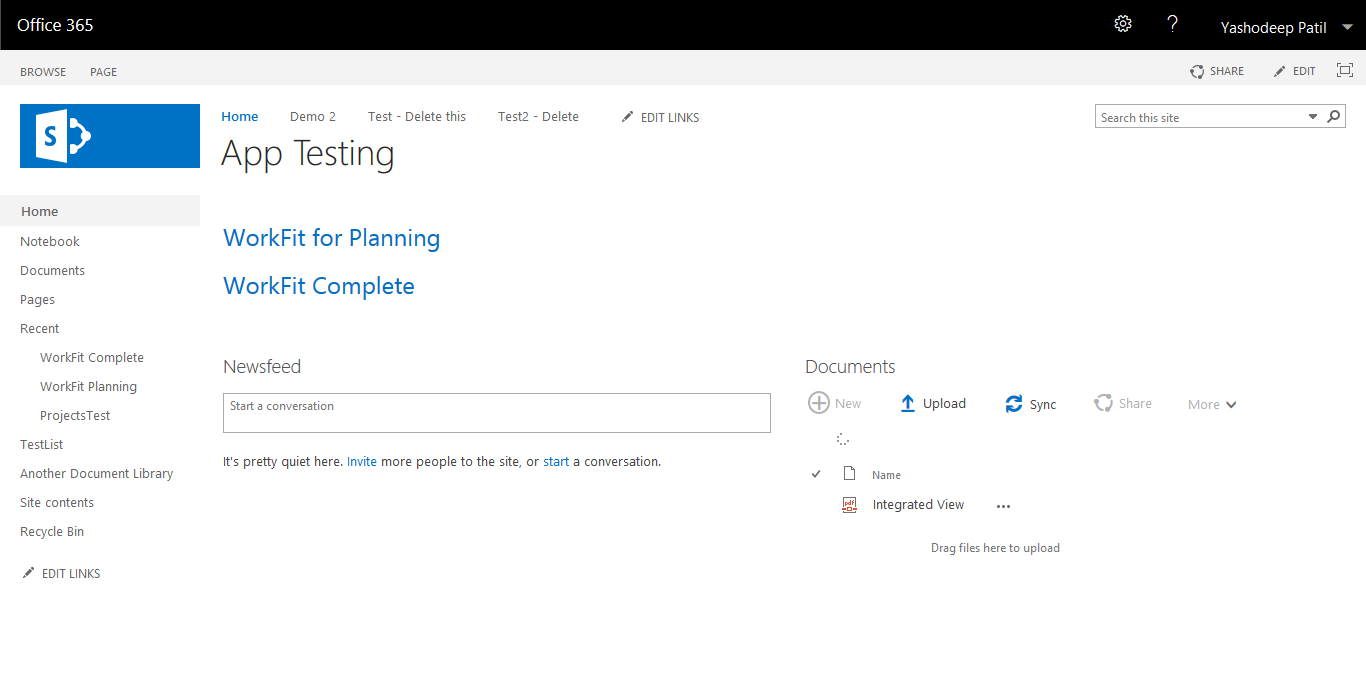 Office 365
?
Yashodeep Patil
BROWSE PAGE
SHARE EDIT
S
Home Demo 2 Test - Delete this Test2 - Delete EDIT LINKS
Search this site
App Testing
Home
Notebook
Documents
Pages
Recent
WorkFit Complete
WorkFit Planning
ProjectsTest
TestList
Another Document Library
Site contents
Recycle Bin
EDIT LINKS
WorkFit for Planning
WorkFit Complete
Newsfeed
Start a conversation
It's pretty quiet here. Invite more people to the site, or start a conversation.
Documents
New Upload Sync Share More
Name
pdf Integrated View ...
Drag files here to upload